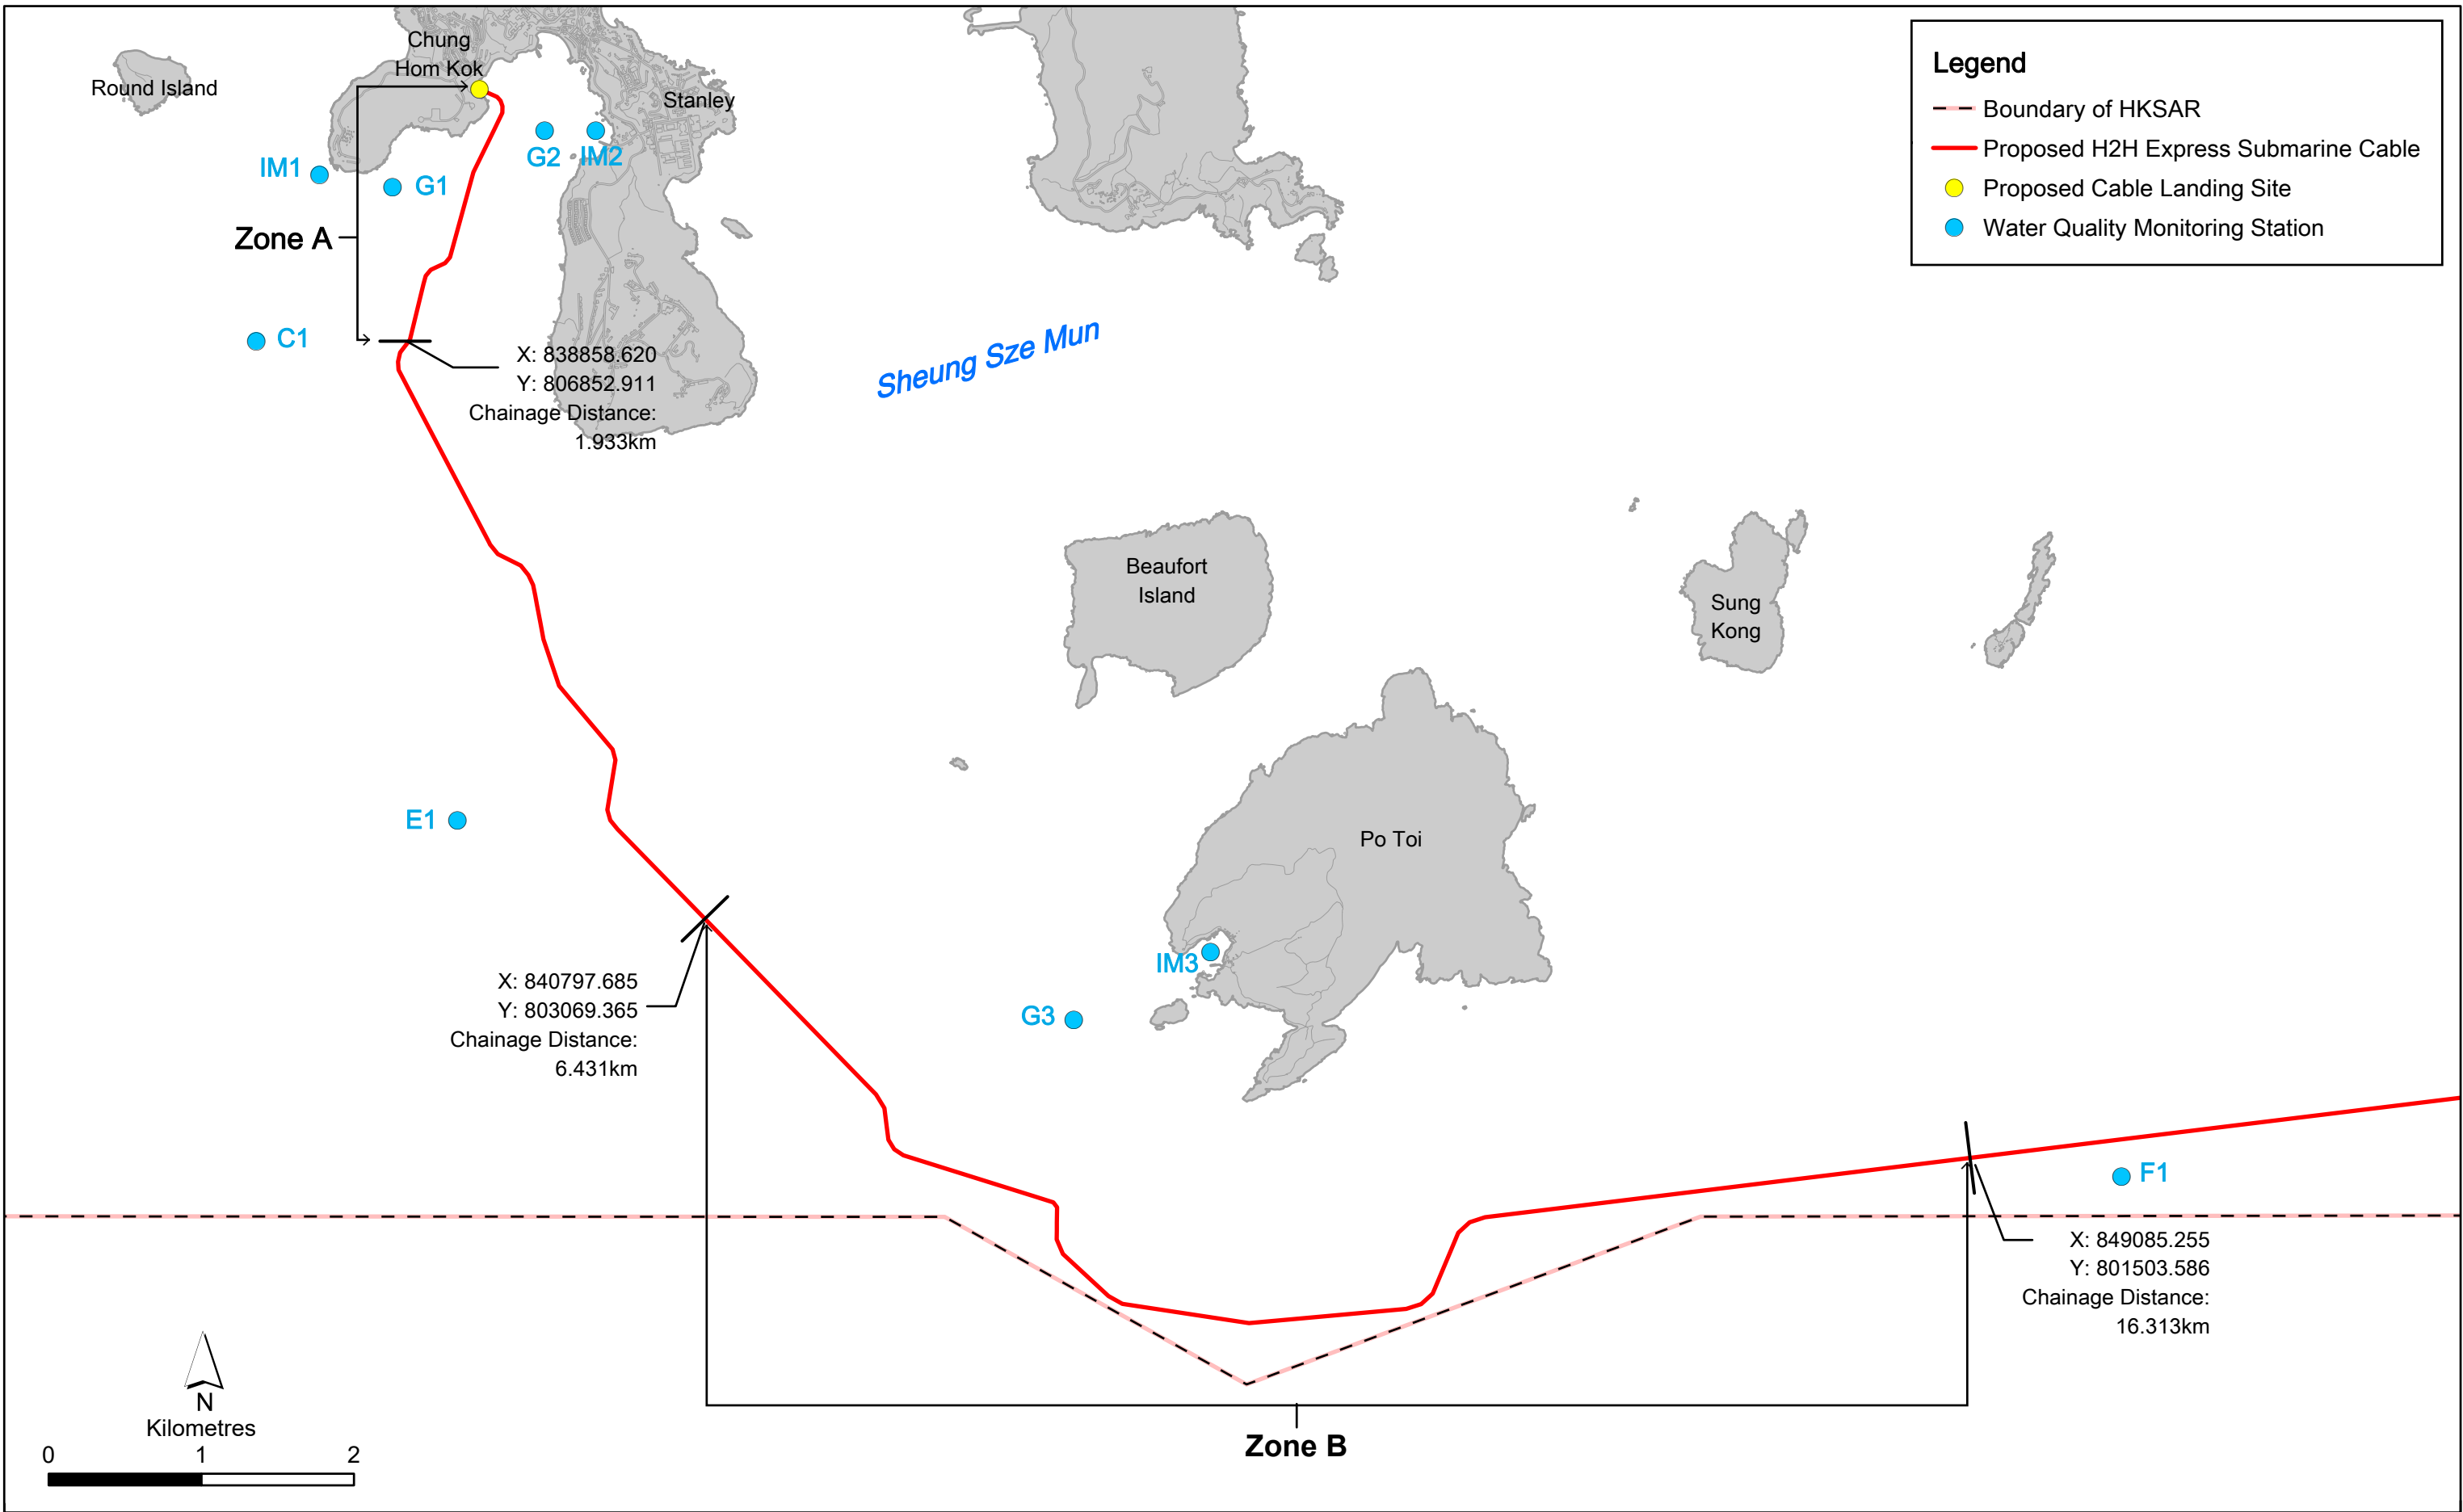 Chung
Hom Kok
Round Island
Stanley
IM1
G1
G2
IM2
Zone A
C1
X: 838858.620
Y: 806852.911
Chainage Distance:
1.933km
Sheung Sze Mun
Legend
Boundary of HKSAR
Proposed H2H Express Submarine Cable
Proposed Cable Landing Site
Water Quality Monitoring Station
Beaufort
Island
Sung
Kong
E1
Po Toi
IM3
G3
X: 840797.685
Y: 803069.365
Chainage Distance:
6.431km
F1
X: 849085.255
Y: 801503.586
Chainage Distance:
16.313km
Zone B
N
Kilometres
0 1 2